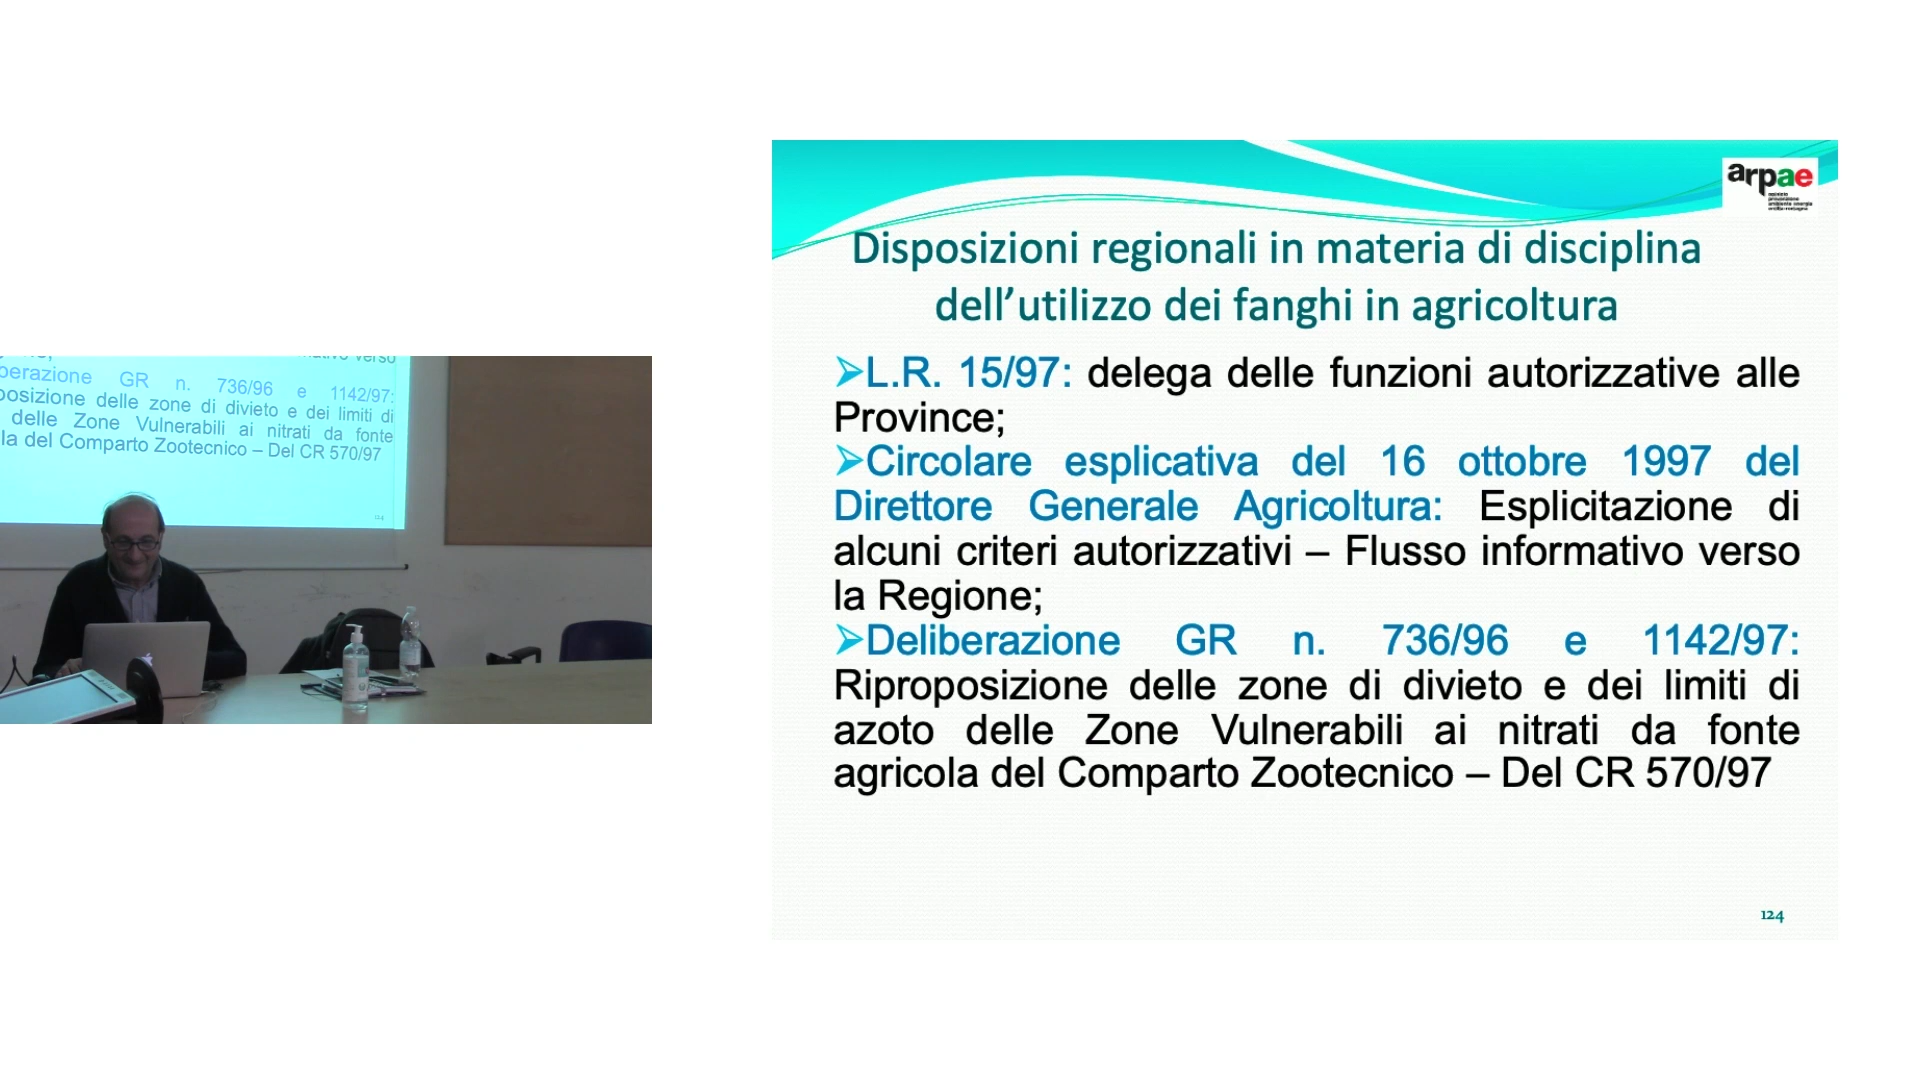 arpae
Disposizioni regionali in materia di disciplina
dell’utilizzo dei fanghi in agricoltura
➢L.R. 15/97: delega delle funzioni autorizzative alle
Province;
➢Circolare esplicativa del 16 ottobre 1997 del
Direttore Generale Agricoltura: Esplicitazione di
alcuni criteri autorizzativi – Flusso informativo verso
la Regione;
➢Deliberazione GR n. 736/96 e 1142/97:
Riproposizione delle zone di divieto e dei limiti di
azoto delle Zone Vulnerabili ai nitrati da fonte
agricola del Comparto Zootecnico – Del CR 570/97
124
verso
berazione GR n. 736/96 e 1142/97:
posizione delle zone di divieto e dei limiti di
delle Zone Vulnerabili ai nitrati da fonte
la del Comparto Zootecnico – Del CR 570/97
124